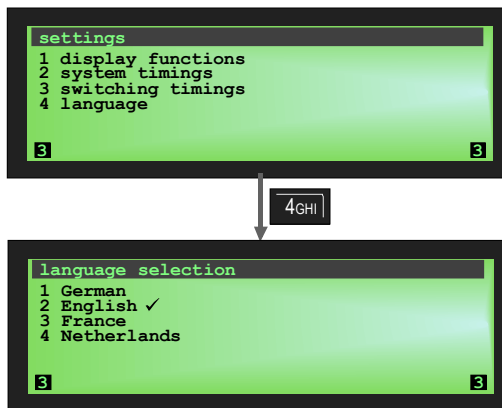 settings
1 display functions
2 system timings
3 switching timings
4 language
3 3
4GHI
language selection
1 German
2 English ✓
3 France
4 Netherlands
3 3